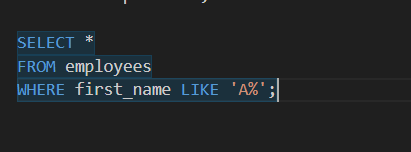 SELECT *
FROM employees
WHERE first_name LIKE 'A%';